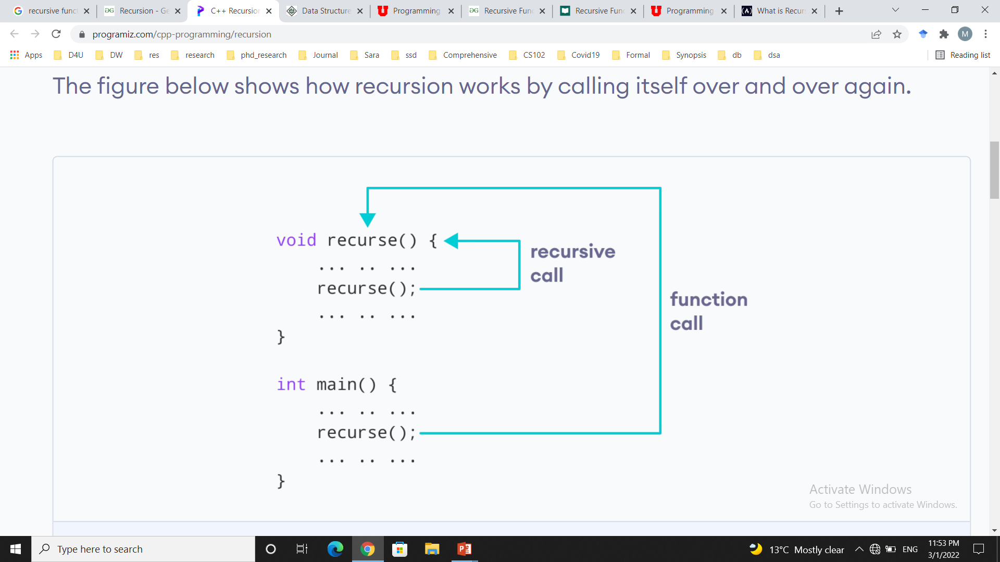 recursive funct
Recursion - Ge
C++ Recursion
Data Structure
Programming
Recursive Fun
Recursive Fun
Programming
What is Recurs
programiz.com/cpp-programming/recursion
M
Apps D4U DW res research phd_research Journal Sara ssd Comprehensive CS102 Covid19 Formal Synopsis db dsa Reading list
The figure below shows how recursion works by calling itself over and over again.
void recurse() {
... .. ...
recurse();
... .. ...
}
recursive
call
function
call
int main() {
... .. ...
recurse();
... .. ...
}
Activate Windows
Go to Settings to activate Windows.
Type here to search
13°C Mostly clear
ENG
11:53 PM
3/1/2022